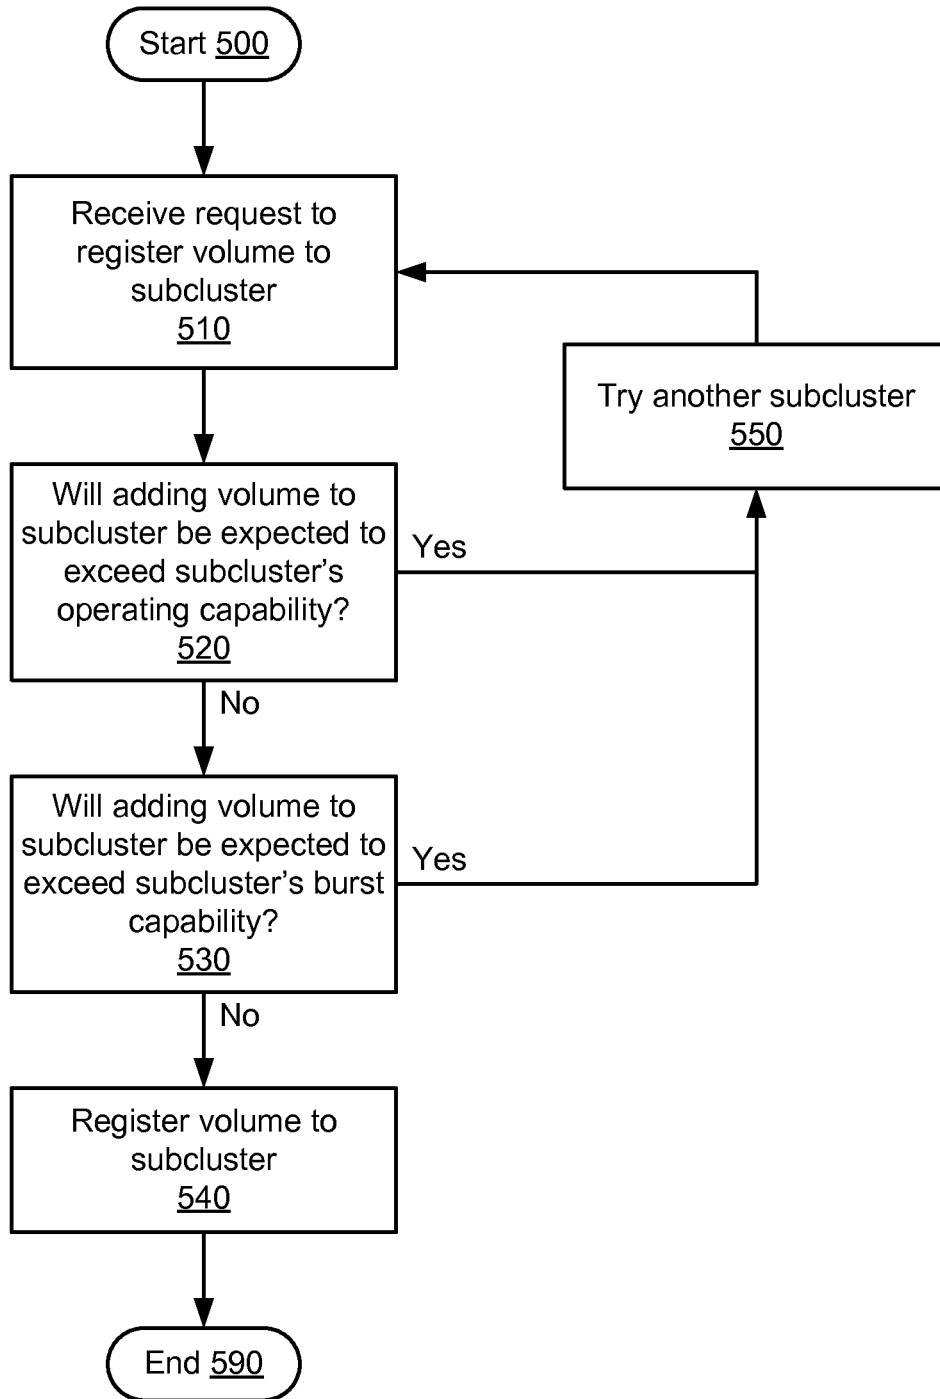 Start 500
Receive request to
register volume to
subcluster
510
Try another subcluster
550
Will adding volume to
subcluster be expected to
exceed subcluster’s
operating capability?
520
Yes
No
Will adding volume to
subcluster be expected to
exceed subcluster’s burst
capability?
530
Yes
No
Register volume to
subcluster
540
End 590